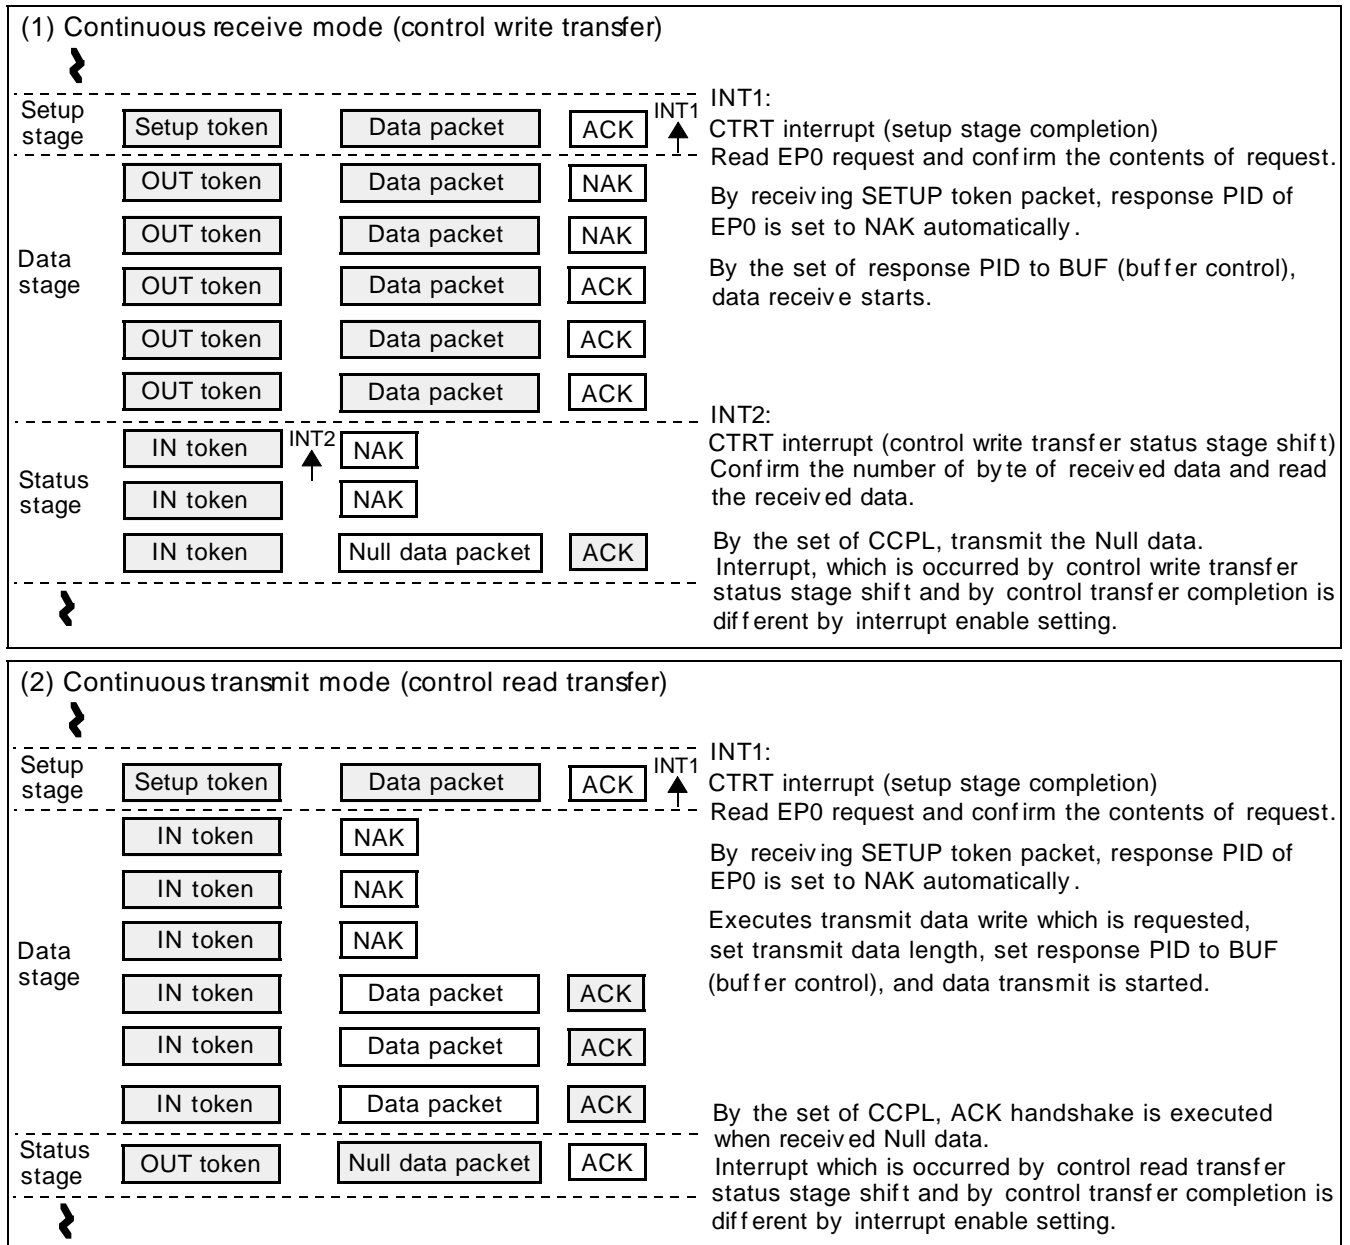 (1) Continuous receive mode (control write transfer)
Setup stage
Setup token Data packet ACK INT1
INT1:
CTRT interrupt (setup stage completion)
Read EP0 request and confirm the contents of request.
Data stage
OUT token Data packet NAK
OUT token Data packet NAK
OUT token Data packet ACK
OUT token Data packet ACK
OUT token Data packet ACK
By receiving SETUP token packet, response PID of
EP0 is set to NAK automatically.
By the set of response PID to BUF (buffer control),
data receive starts.
Status stage
IN token INT2 NAK
IN token NAK
IN token Null data packet ACK
INT2:
CTRT interrupt (control write transfer status stage shift)
Confirm the number of byte of received data and read
the received data.
By the set of CCPL, transmit the Null data.
Interrupt, which is occurred by control write transfer
status stage shift and by control transfer completion is
different by interrupt enable setting.
(2) Continuous transmit mode (control read transfer)
Setup stage
Setup token Data packet ACK INT1
INT1:
CTRT interrupt (setup stage completion)
Read EP0 request and confirm the contents of request.
Data stage
IN token NAK
IN token NAK
IN token NAK
IN token Data packet ACK
IN token Data packet ACK
IN token Data packet ACK
By receiving SETUP token packet, response PID of
EP0 is set to NAK automatically.
Executes transmit data write which is requested,
set transmit data length, set response PID to BUF
(buffer control), and data transmit is started.
Status stage
OUT token Null data packet ACK
By the set of CCPL, ACK handshake is executed
when received Null data.
Interrupt which is occurred by control read transfer
status stage shift and by control transfer completion is
different by interrupt enable setting.